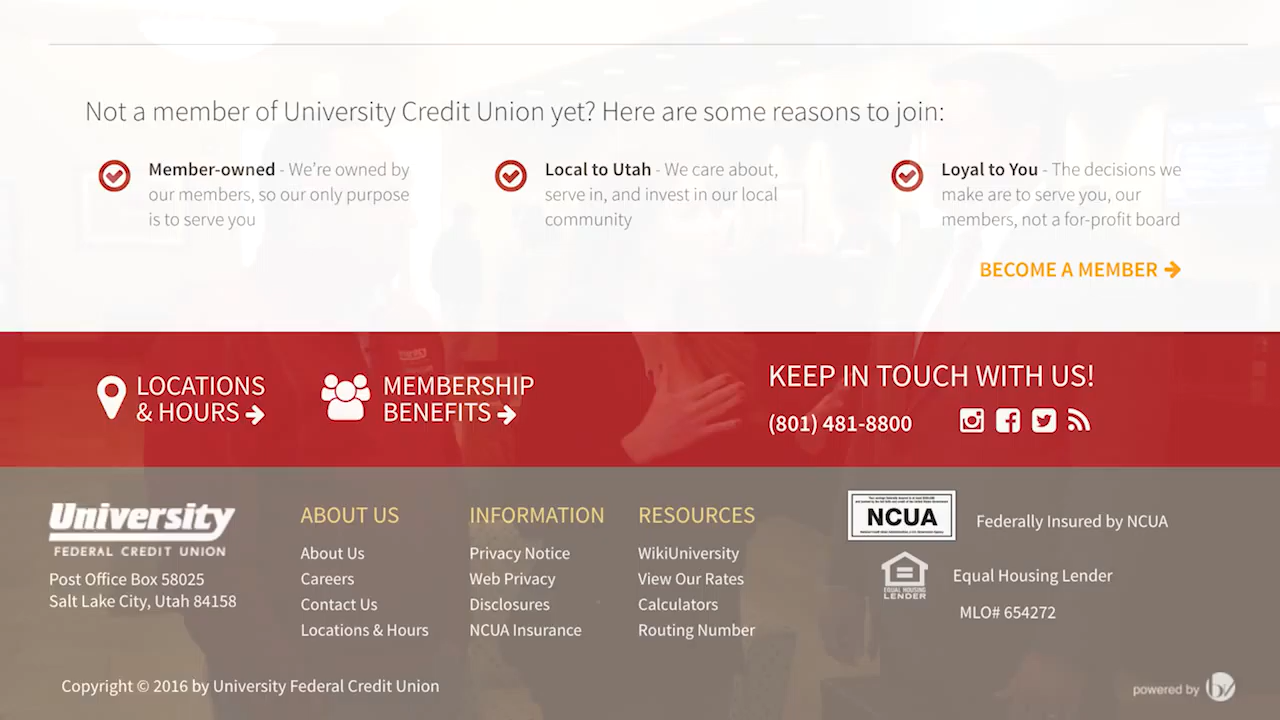 Not a member of University Credit Union yet? Here are some reasons to join:
Member-owned - We're owned by
our members, so our only purpose
is to serve you
Local to Utah - We care about,
serve in, and invest in our local
community
Loyal to You - The decisions we
make are to serve you, our
members, not a for-profit board
BECOME A MEMBER
LOCATIONS
& HOURS
MEMBERSHIP
BENEFITS
KEEP IN TOUCH WITH US!
(801) 481-8800
University
FEDERAL CREDIT UNION
Post Office Box 58025
Salt Lake City, Utah 84158
ABOUT US
About Us
Careers
Contact Us
Locations & Hours
INFORMATION
Privacy Notice
Web Privacy
Disclosures
NCUA Insurance
RESOURCES
WikiUniversity
View Our Rates
Calculators
Routing Number
NCUA
Federally Insured by NCUA
EQUAL HOUSING
LENDER
Equal Housing Lender
MLO# 654272
Copyright © 2016 by University Federal Credit Union
powered by bv